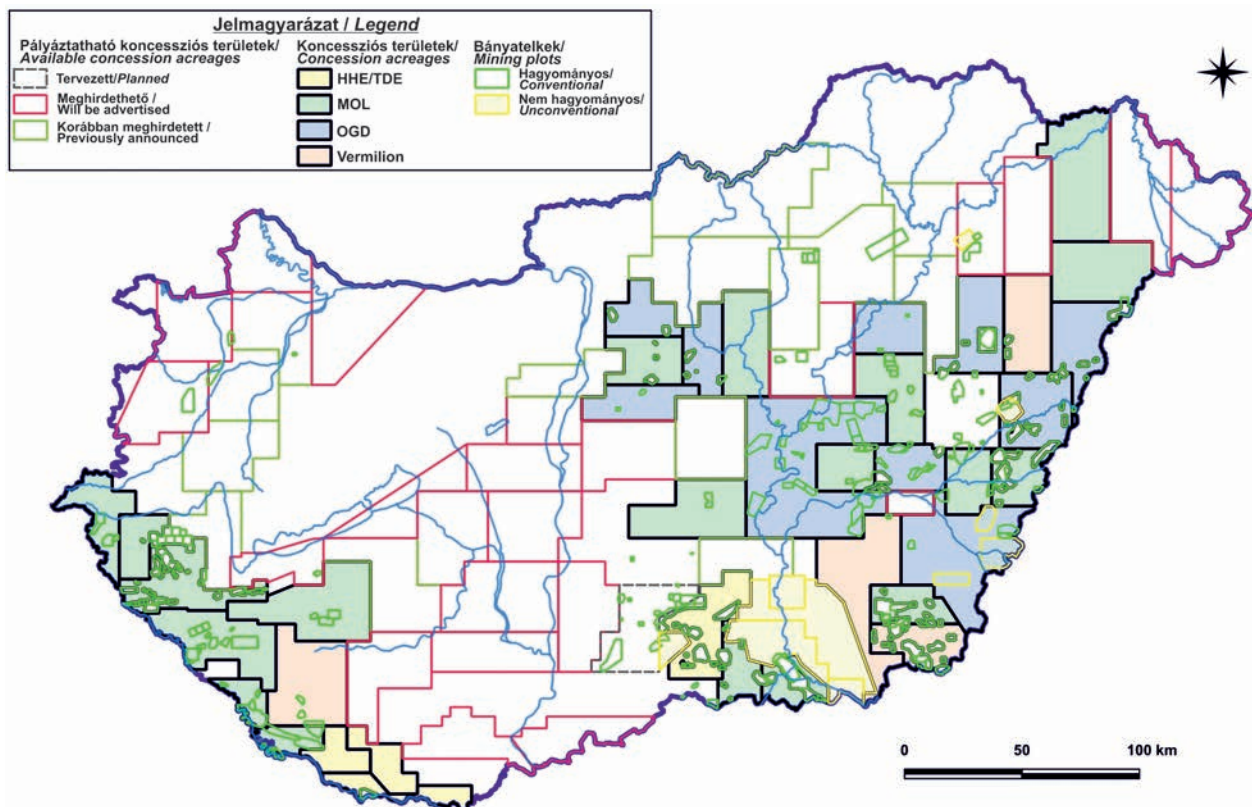 Jelmagyarázat / Legend
Pályáztatható koncessziós területek/
Available concession acreages
Tervezett/Planned
Meghirdethető /
Will be advertised
Korábban meghirdetett /
Previously announced
Koncessziós területek/
Concession acreages
HHE/TDE
MOL
OGD
Vermilion
Bányatelkek/
Mining plots
Hagyományos/
Conventional
Nem hagyományos/
Unconventional
0 50 100 km